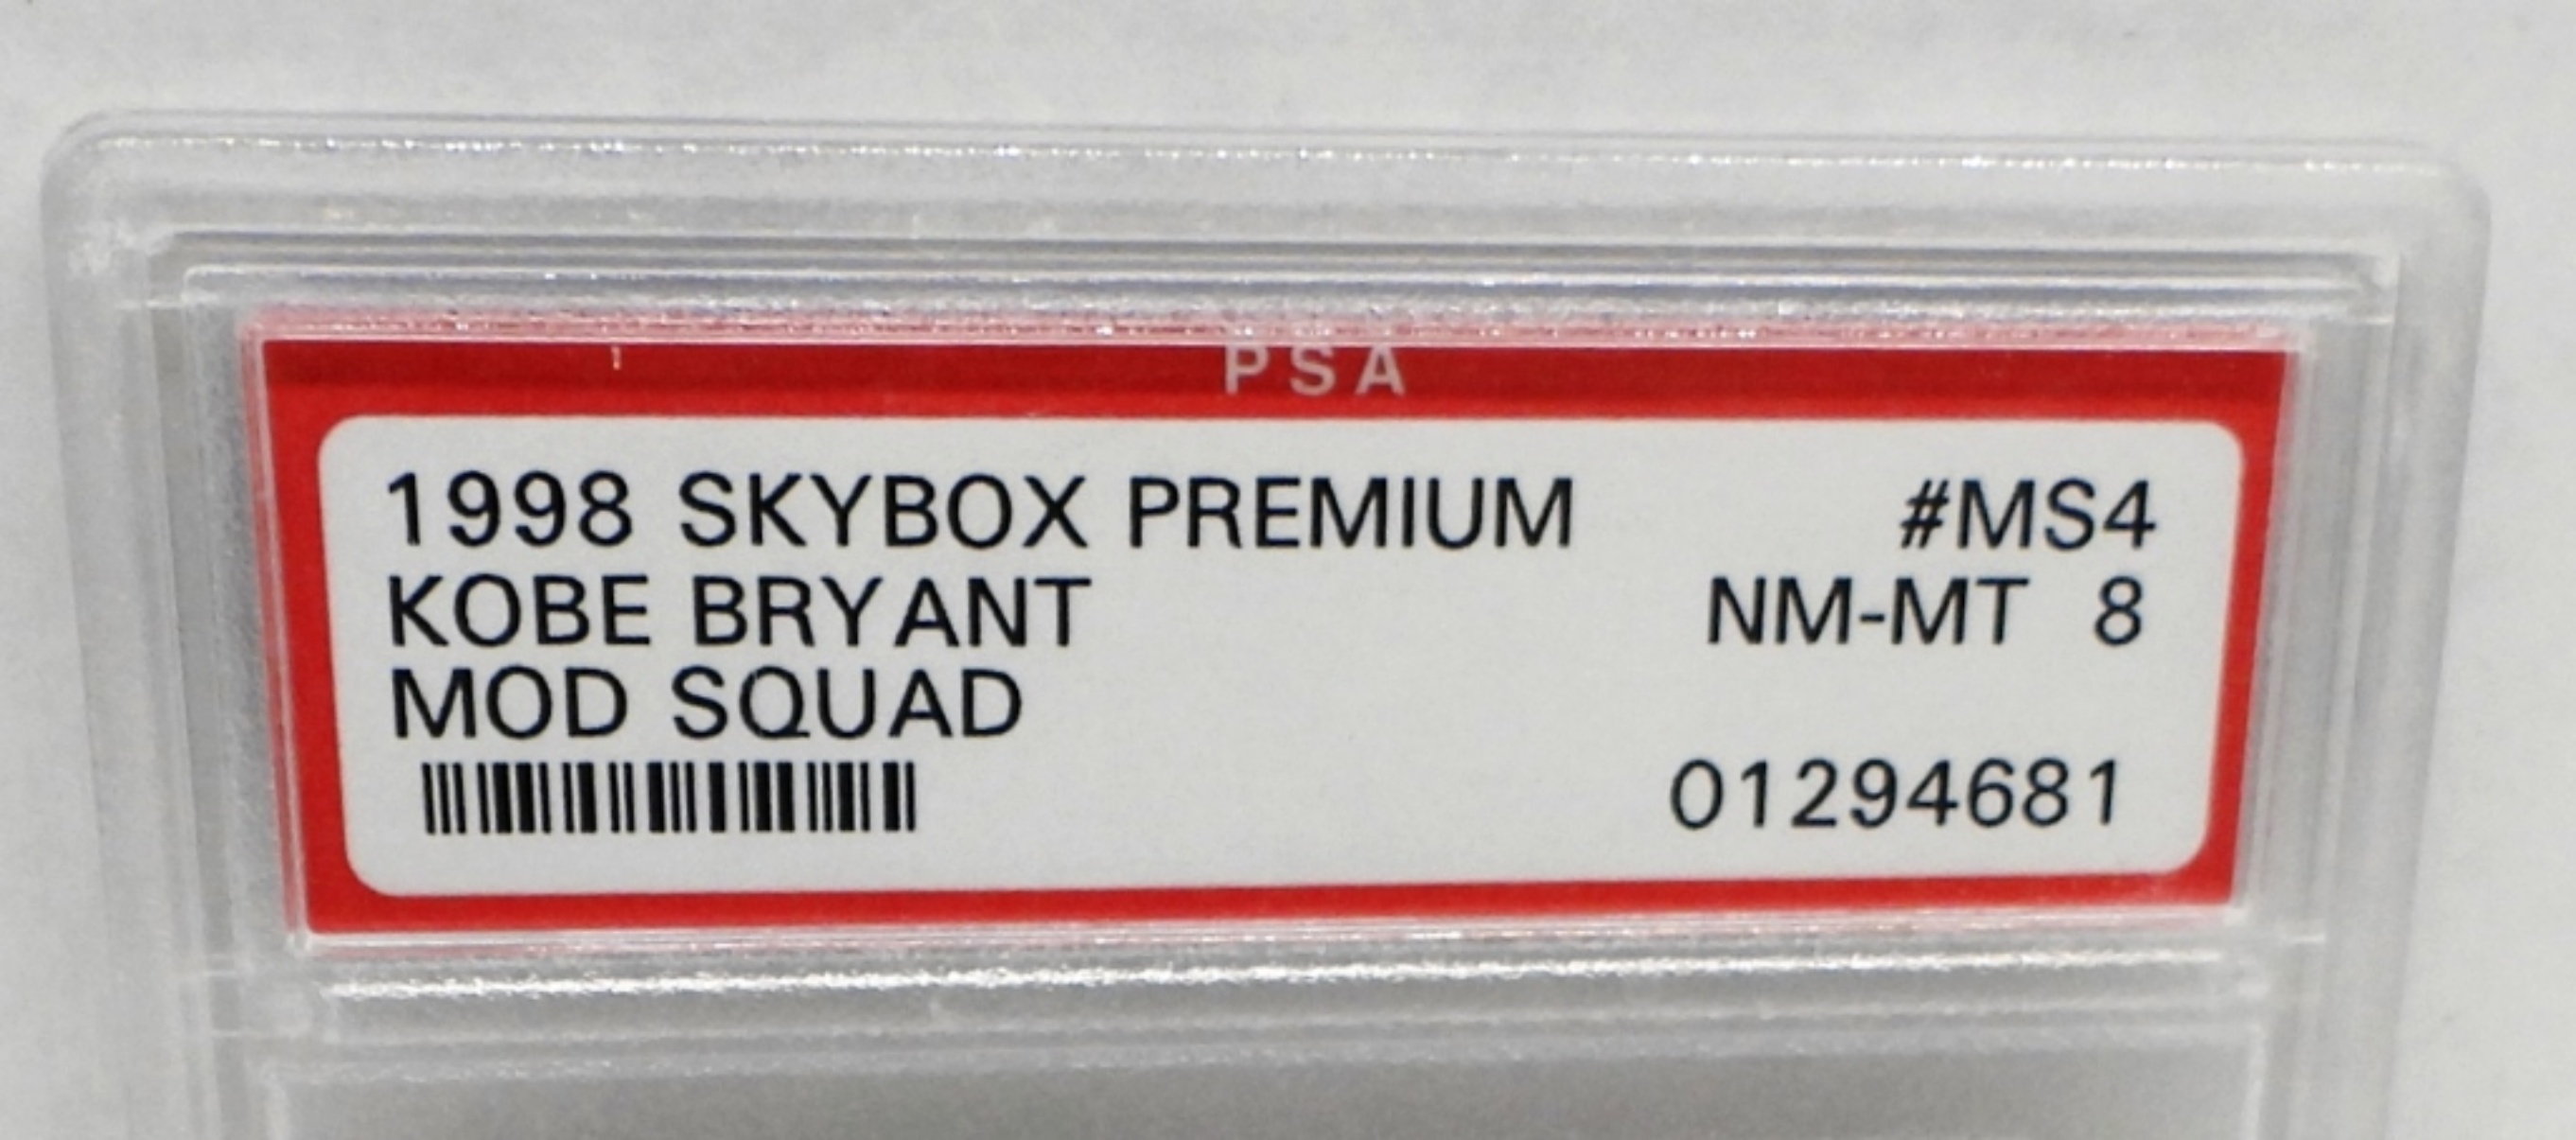 PSA
1998 SKYBOX PREMIUM #MS4
KOBE BRYANT NM-MT 8
MOD SQUAD
01294681